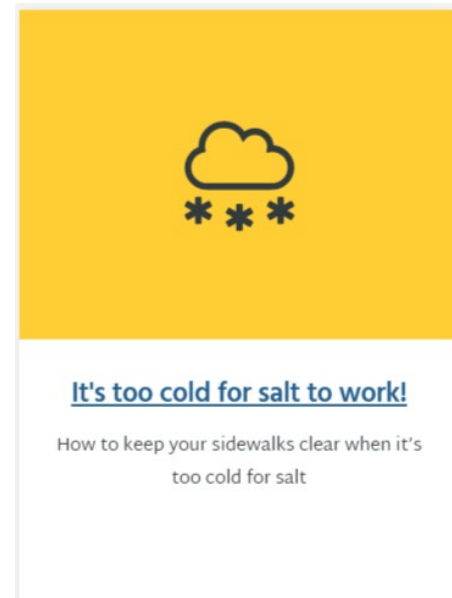 It's too cold for salt to work!
How to keep your sidewalks clear when it's
too cold for salt